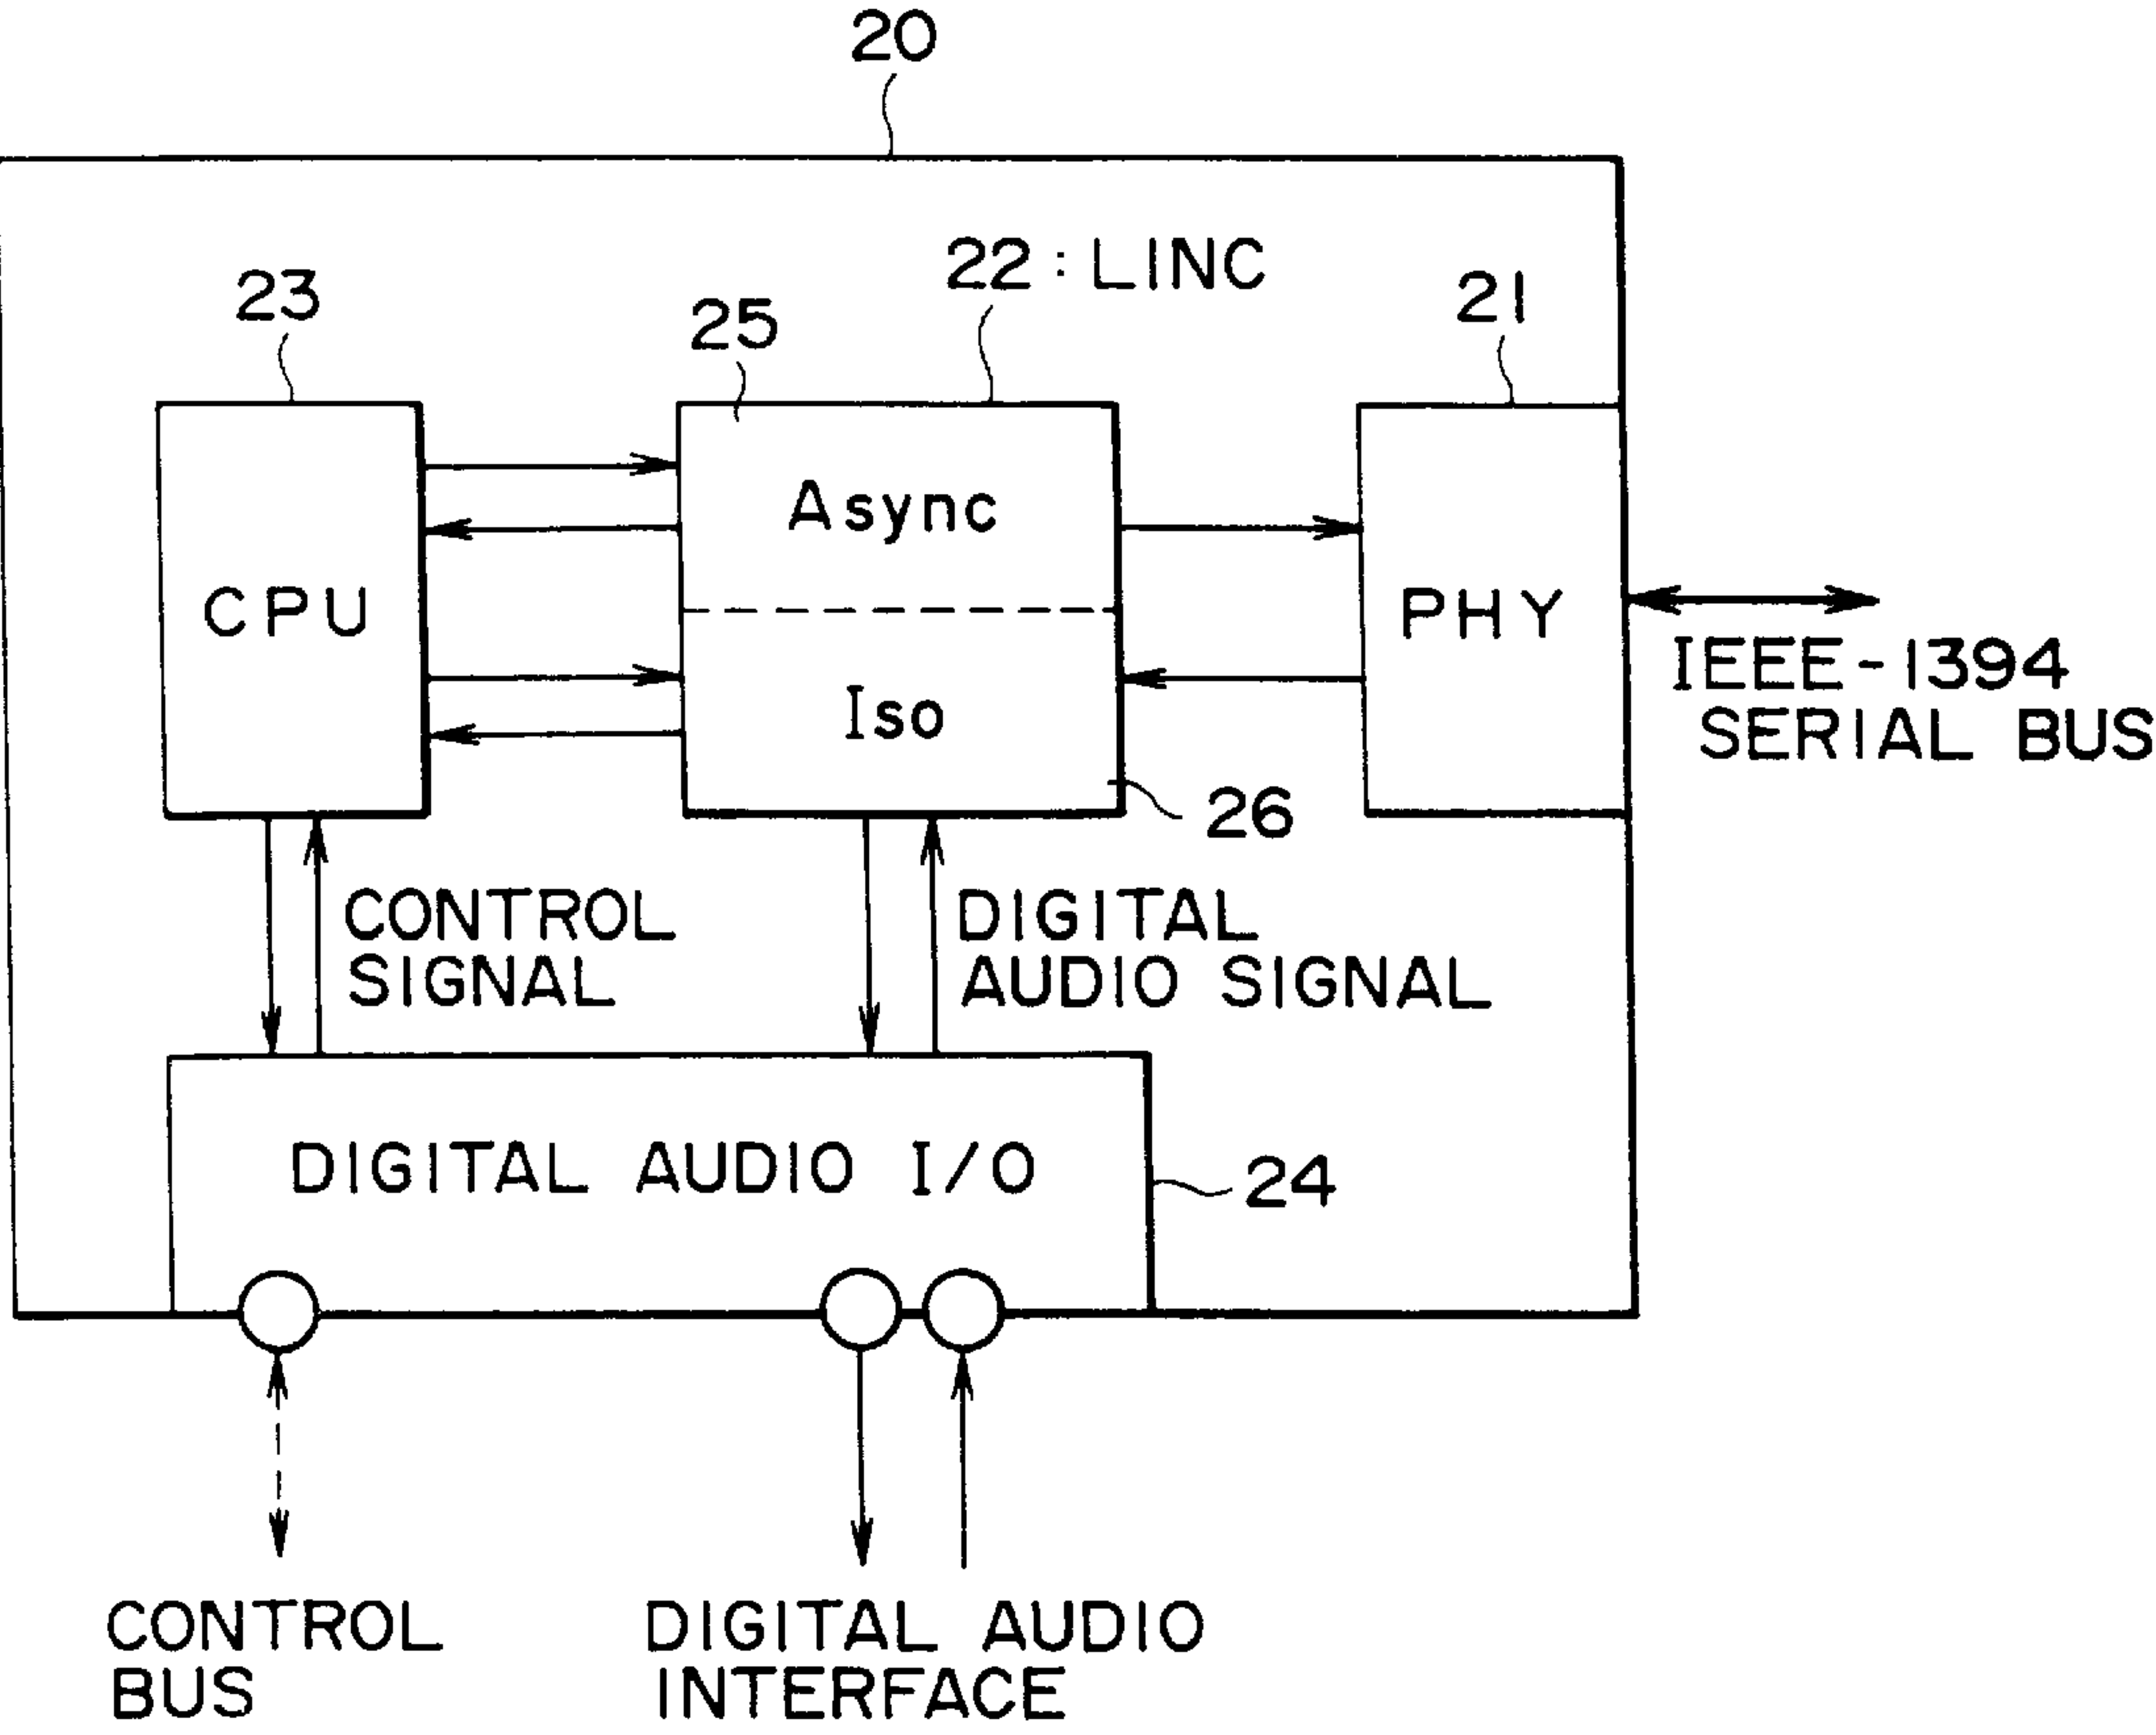 20
22 : LINC
23
25
21
Async
CPU
PHY
IEEE-1394
SERIAL BUS
Iso
26
CONTROL
SIGNAL
DIGITAL
AUDIO SIGNAL
DIGITAL AUDIO I/O
24
CONTROL
BUS
DIGITAL AUDIO
INTERFACE